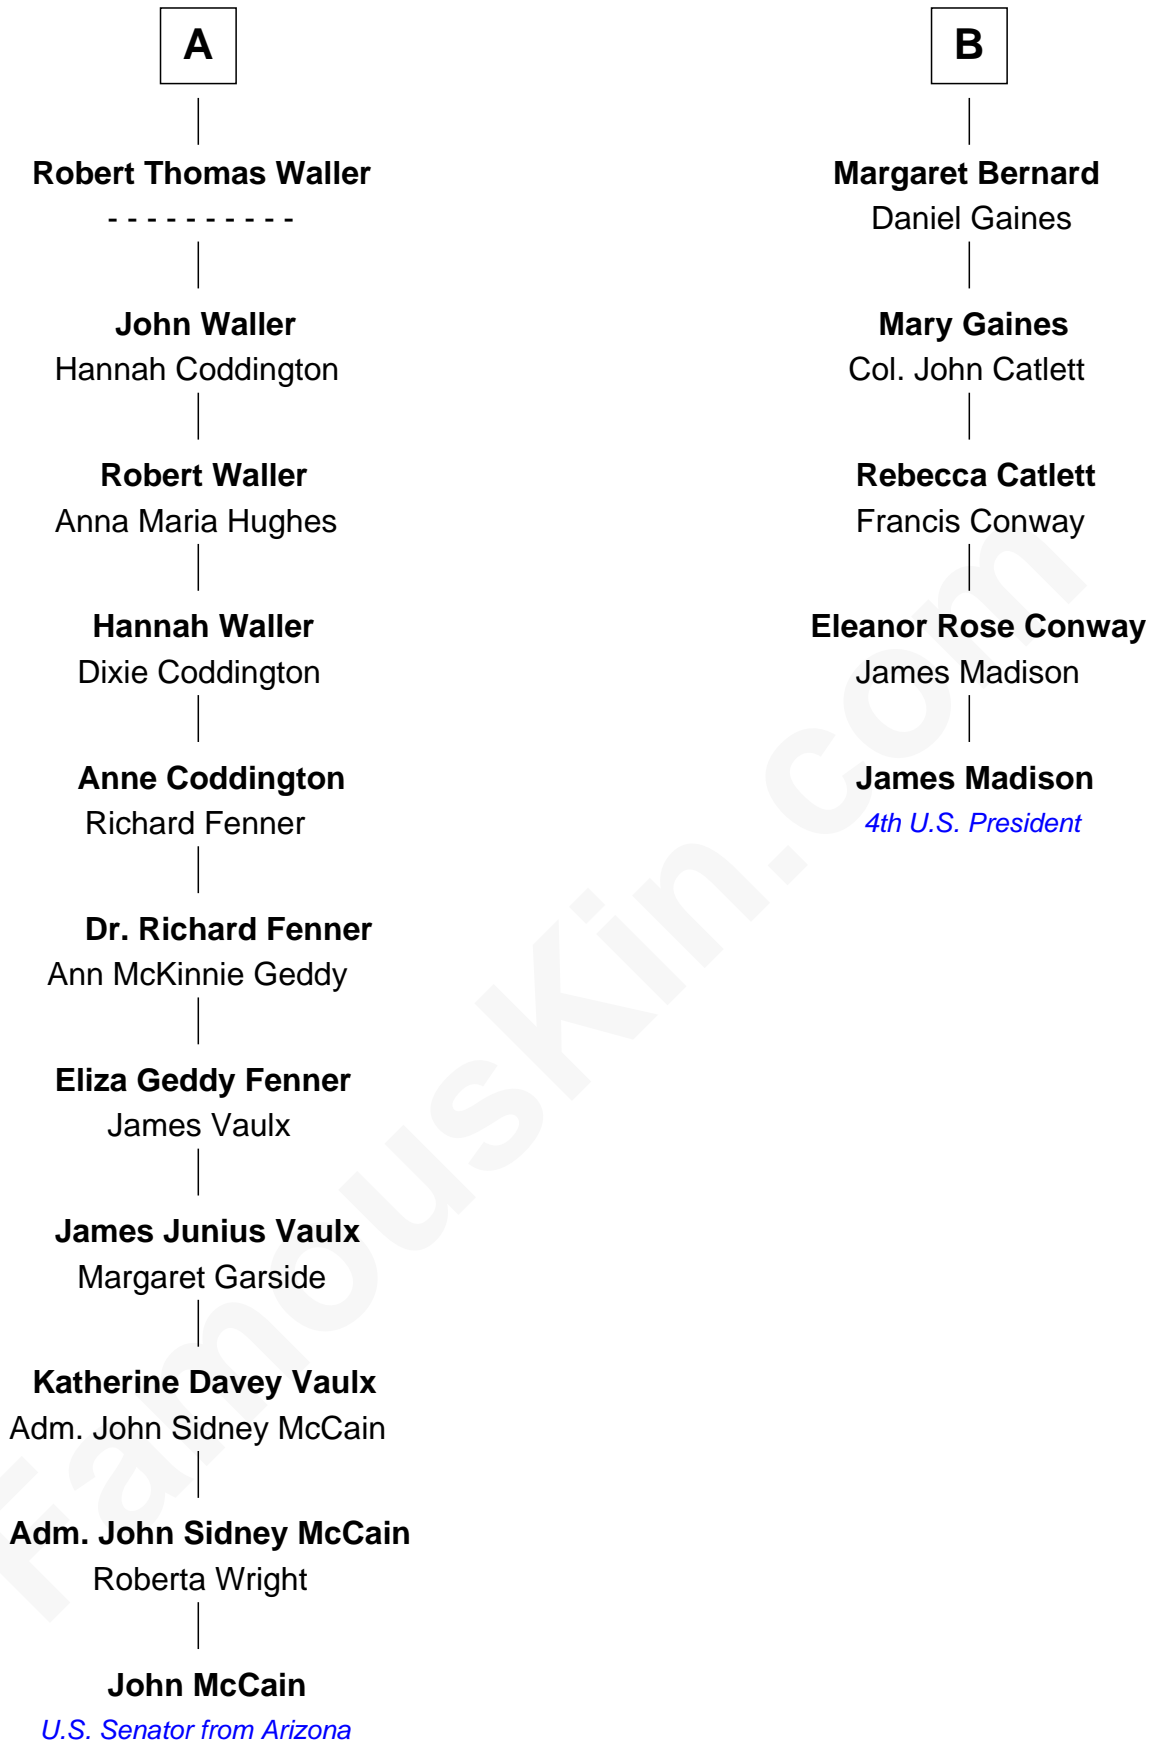 A
Robert Thomas Waller
- - - - - - - - - -
John Waller
Hannah Coddington
Robert Waller
Anna Maria Hughes
Hannah Waller
Dixie Coddington
Anne Coddington
Richard Fenner
Dr. Richard Fenner
Ann McKinnie Geddy
Eliza Geddy Fenner
James Vaulx
James Junius Vaulx
Margaret Garside
Katherine Davey Vaulx
Adm. John Sidney McCain
Adm. John Sidney McCain
Roberta Wright
John McCain
U.S. Senator from Arizona
B
Margaret Bernard
Daniel Gaines
Mary Gaines
Col. John Catlett
Rebecca Catlett
Francis Conway
Eleanor Rose Conway
James Madison
James Madison
4th U.S. President
FamousKin.com